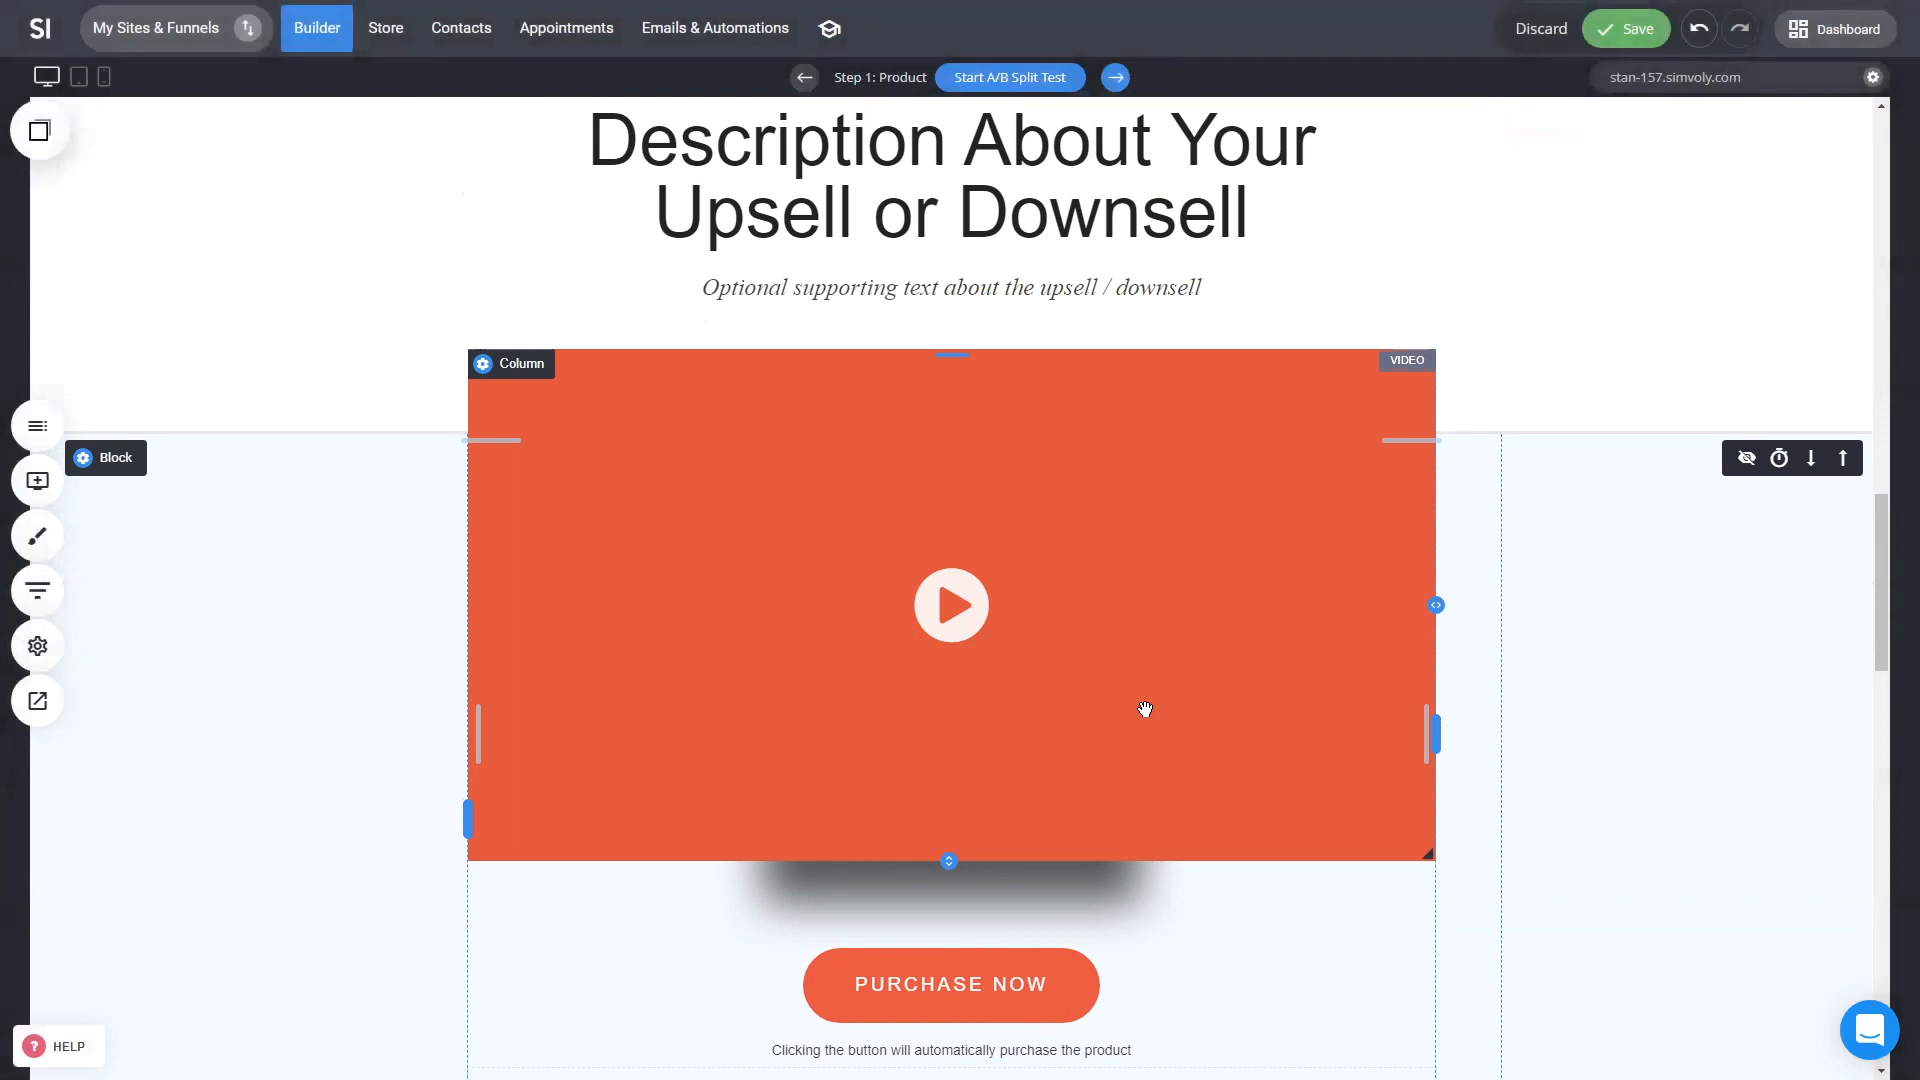 SI
My Sites & Funnels
Builder
Store
Contacts
Appointments
Emails & Automations
Discard
Save
Dashboard
Step 1: Product
Start A/B Split Test
stan-157.simvoly.com
Description About Your
Upsell or Downsell
Optional supporting text about the upsell / downsell
Column
VIDEO
Block
PURCHASE NOW
Clicking the button will automatically purchase the product
? HELP